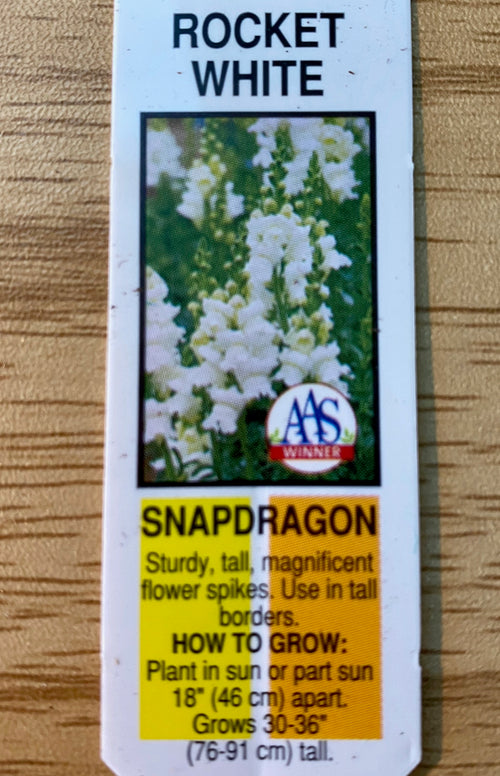 ROCKET
WHITE
AAS
WINNER
SNAPDRAGON
Sturdy, tall, magnificent
flower spikes. Use in tall
borders.
HOW TO GROW:
Plant in sun or part sun
18" (46 cm) apart.
Grows 30-36"
(76-91 cm) tall.